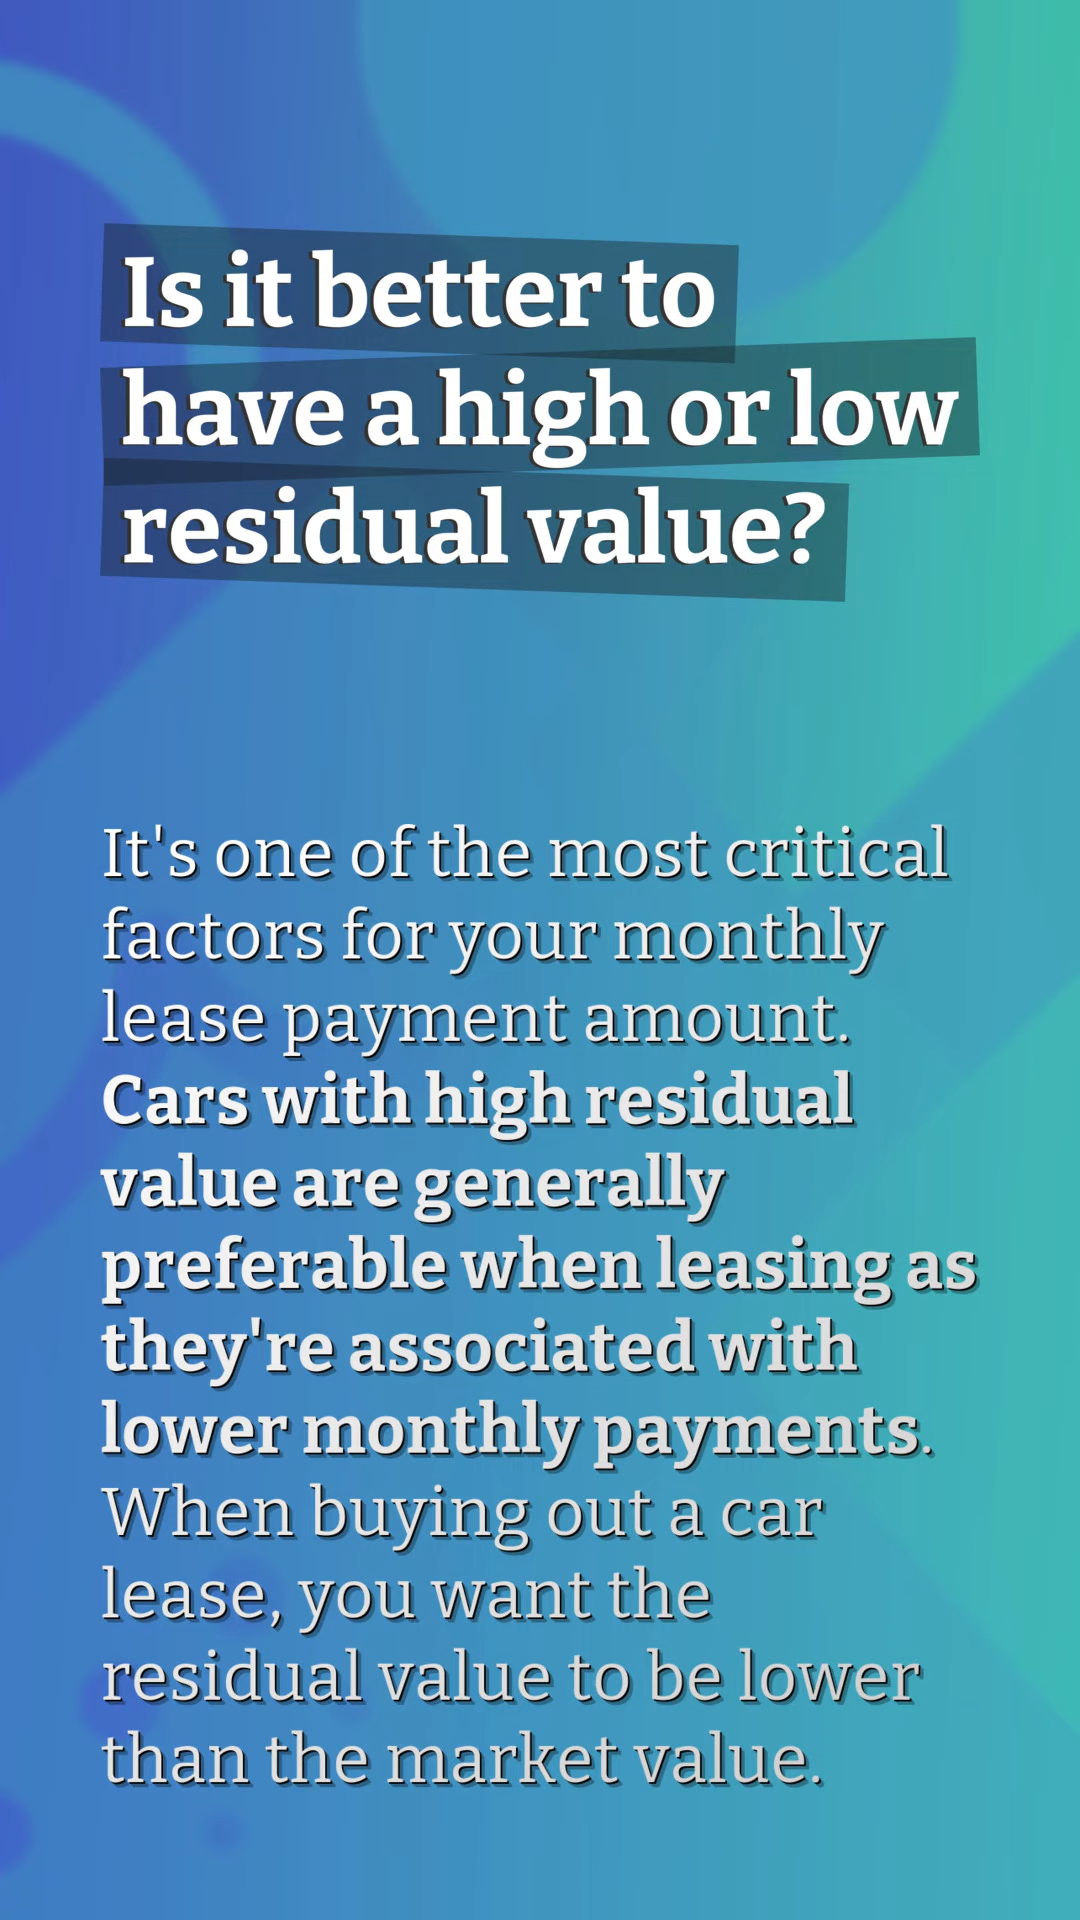 Is it better to
have a high or low
residual value?
It's one of the most critical
factors for your monthly
lease payment amount.
Cars with high residual
value are generally
preferable when leasing as
they're associated with
lower monthly payments.
When buying out a car
lease, you want the
residual value to be lower
than the market value.